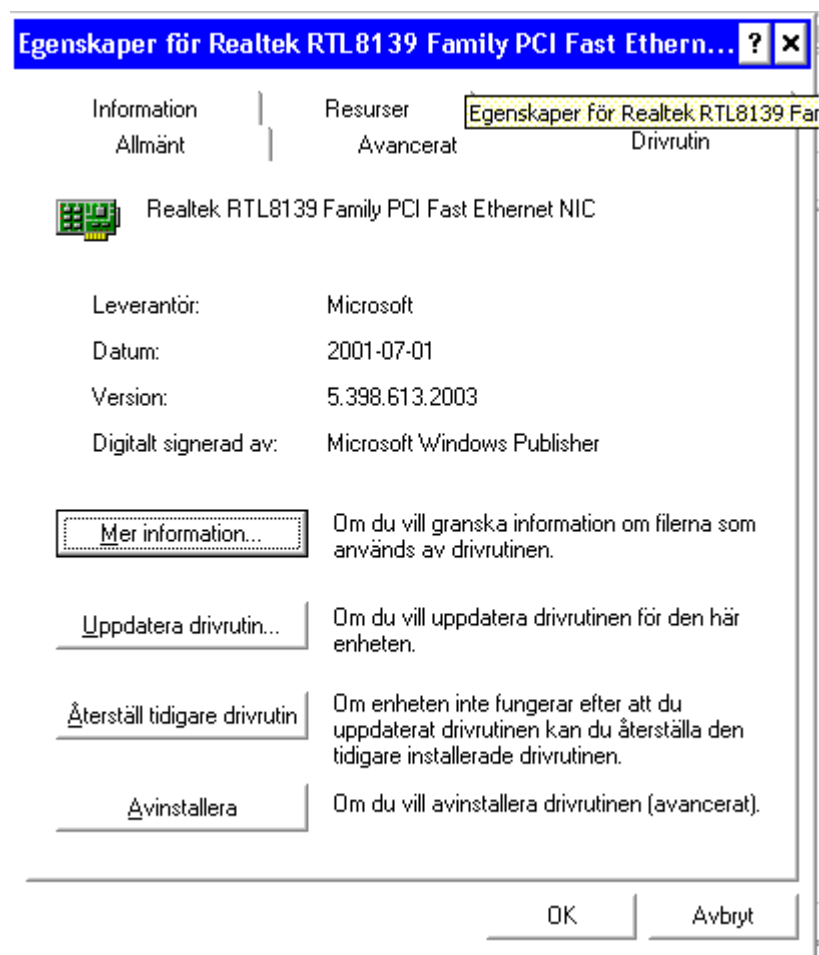 Egenskaper för Realtek RTL8139 Family PCI Fast Ethern... ? ×
Information Resurser Egenskaper för Realtek RTL8139 Far
Allmänt Avancerat Drivrutin
Realtek RTL8139 Family PCI Fast Ethernet NIC
Leverantör: Microsoft
Datum: 2001-07-01
Version: 5.398.613.2003
Digitalt signerad av: Microsoft Windows Publisher
Mer information... Om du vill granska information om filerna som
används av drivrutinen.
Uppdatera drivrutin... Om du vill uppdatera drivrutinen för den här
enheten.
Återställ tidigare drivrutin Om enheten inte fungerar efter att du
uppdaterat drivrutinen kan du återställa den
tidigare installerade drivrutinen.
Avinstallera Om du vill avinstallera drivrutinen (avancerat).
OK Avbryt